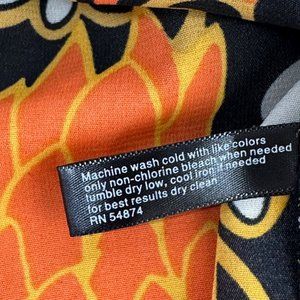 Machine wash cold with like colors
only non-chlorine bleach when needed
tumble dry low, cool iron if needed
for best results dry clean
RN 54874